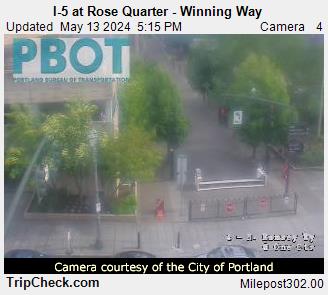 I-5 at Rose Quarter - Winning Way
Updated May 13 2024 5:15 PM Camera 4
PBOT
PORTLAND BUREAU OF TRANSPORTATION
Camera courtesy of the City of Portland
TripCheck.com Milepost302.00